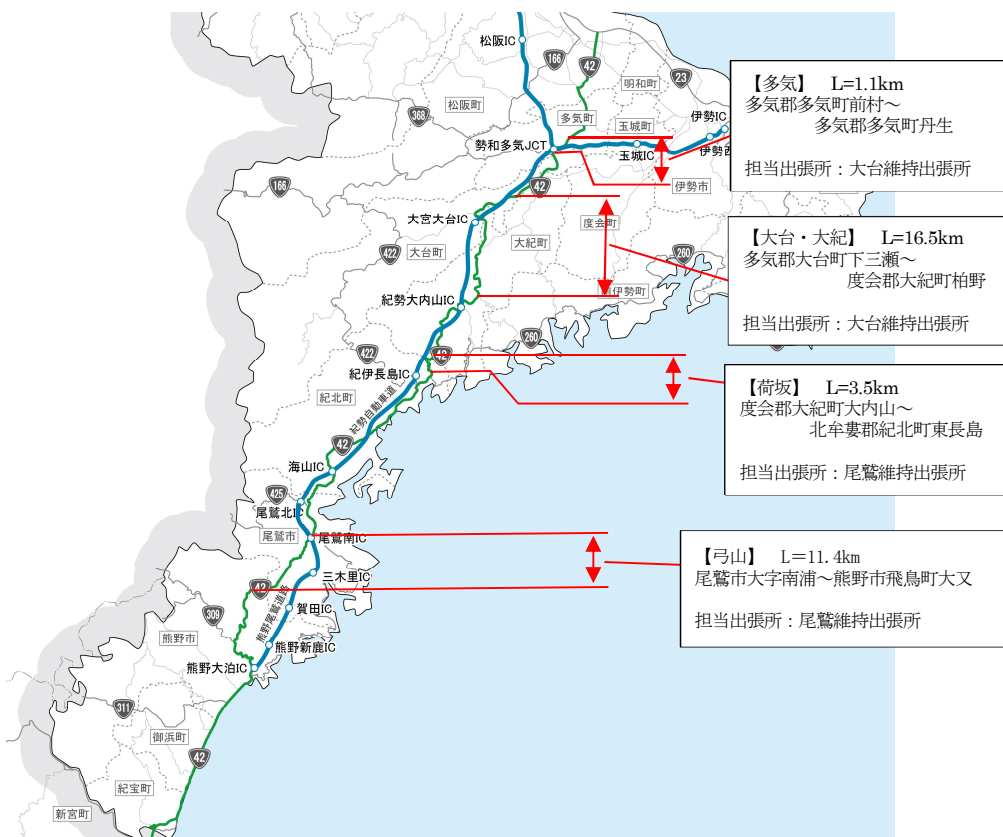 松阪IC
166
42
23
明和町
松阪町
368
多気町
玉城町
伊勢IC
勢和多気JCT
玉城IC
伊勢西
伊勢市
166
42
大宮大台IC
度会町
大紀町
大台町
422
260
伊勢町
紀勢大内山IC
260
422
42
紀伊長島IC
紀北町
紀勢自動車道
42
海山IC
425
尾鷲北IC
尾鷲市
尾鷲南IC
三木里IC
42
熊野尾鷲道路
賀田IC
309
熊野市
熊野新鹿IC
熊野大泊IC
311
御浜町
42
紀宝町
新宮町
【多気】 L=1.1km
多気郡多気町前村～
多気郡多気町丹生
担当出張所：大台維持出張所
【大台・大紀】 L=16.5km
多気郡大台町下三瀬～
度会郡大紀町柏野
担当出張所：大台維持出張所
【荷坂】 L=3.5km
度会郡大紀町大内山～
北牟婁郡紀北町東長島
担当出張所：尾鷲維持出張所
【弓山】 L＝11.4㎞
尾鷲市大字南浦～熊野市飛鳥町大又
担当出張所：尾鷲維持出張所